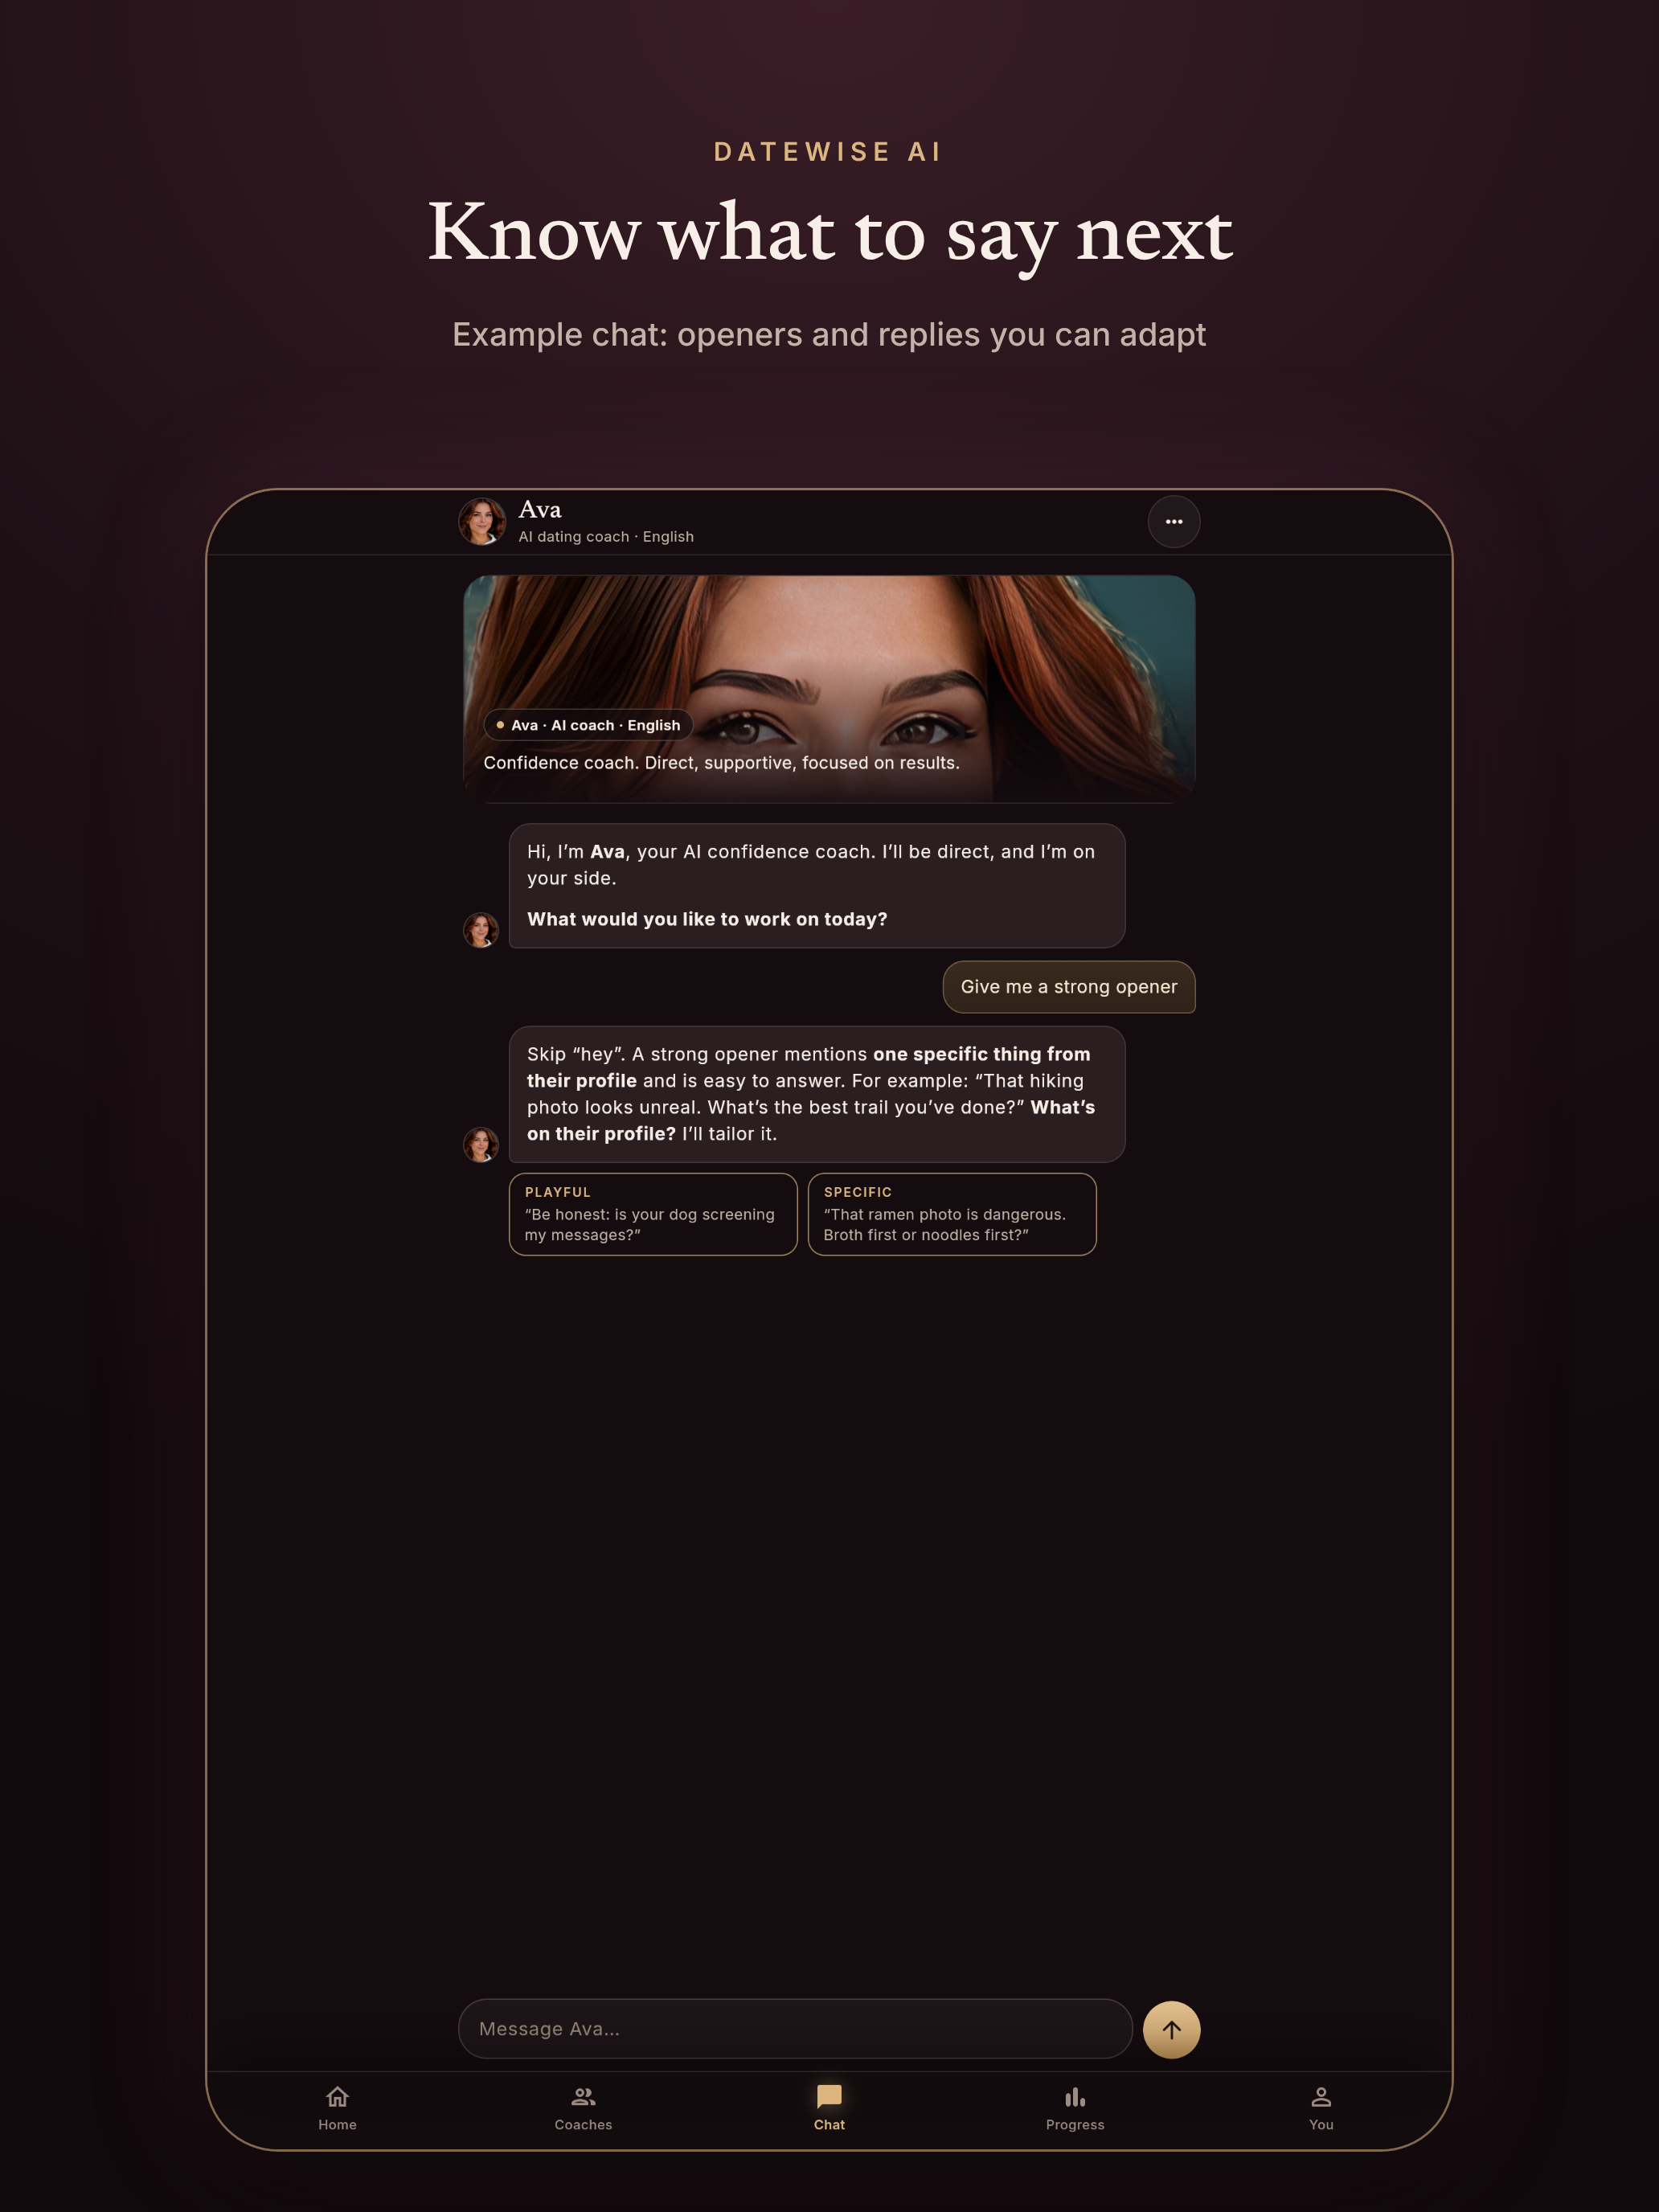 DATEWISE AI
Know what to say next
Example chat: openers and replies you can adapt
Ava
AI dating coach · English
Ava · AI coach · English
Confidence coach. Direct, supportive, focused on results.
Hi, I’m Ava, your AI confidence coach. I’ll be direct, and I’m on
your side.
What would you like to work on today?
Give me a strong opener
Skip “hey”. A strong opener mentions one specific thing from
their profile and is easy to answer. For example: “That hiking
photo looks unreal. What’s the best trail you’ve done?” What’s
on their profile? I’ll tailor it.
PLAYFUL
“Be honest: is your dog screening
my messages?”
SPECIFIC
“That ramen photo is dangerous.
Broth first or noodles first?”
Message Ava...
Home
Coaches
Chat
Progress
You